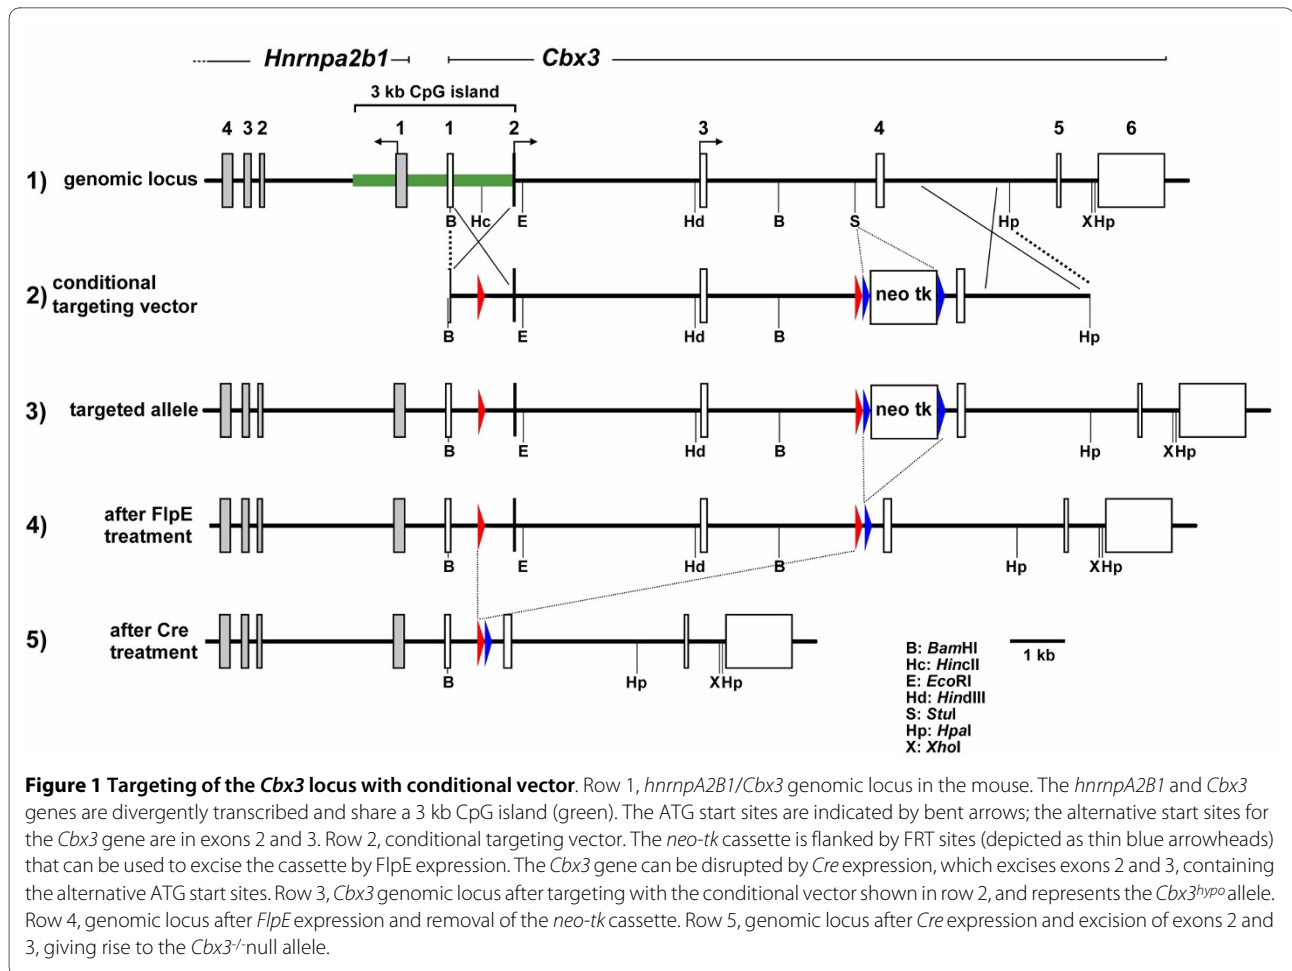 Hnrnpa2b1 Cbx3
3 kb CpG island
4 3 2 1 1 2 3 4 5 6
1) genomic locus
B Hc E Hd B S Hp X Hp
2) conditional
targeting vector
neo tk
B E Hd B Hp
3) targeted allele
neo tk
B E Hd B Hp X Hp
4) after FlpE
treatment
B E Hd B Hp X Hp
5) after Cre
treatment
B Hp X Hp
B: BamHI
Hc: HincII
E: EcoRI
Hd: HindIII
S: StuI
Hp: HpaI
X: XhoI
1 kb
Figure 1 Targeting of the Cbx3 locus with conditional vector. Row 1, hnrnpA2B1/Cbx3 genomic locus in the mouse. The hnrnpA2B1 and Cbx3
genes are divergently transcribed and share a 3 kb CpG island (green). The ATG start sites are indicated by bent arrows; the alternative start sites for
the Cbx3 gene are in exons 2 and 3. Row 2, conditional targeting vector. The neo-tk cassette is flanked by FRT sites (depicted as thin blue arrowheads)
that can be used to excise the cassette by FlpE expression. The Cbx3 gene can be disrupted by Cre expression, which excises exons 2 and 3, containing
the alternative ATG start sites. Row 3, Cbx3 genomic locus after targeting with the conditional vector shown in row 2, and represents the Cbx3hypo allele.
Row 4, genomic locus after FlpE expression and removal of the neo-tk cassette. Row 5, genomic locus after Cre expression and excision of exons 2 and
3, giving rise to the Cbx3-/-null allele.